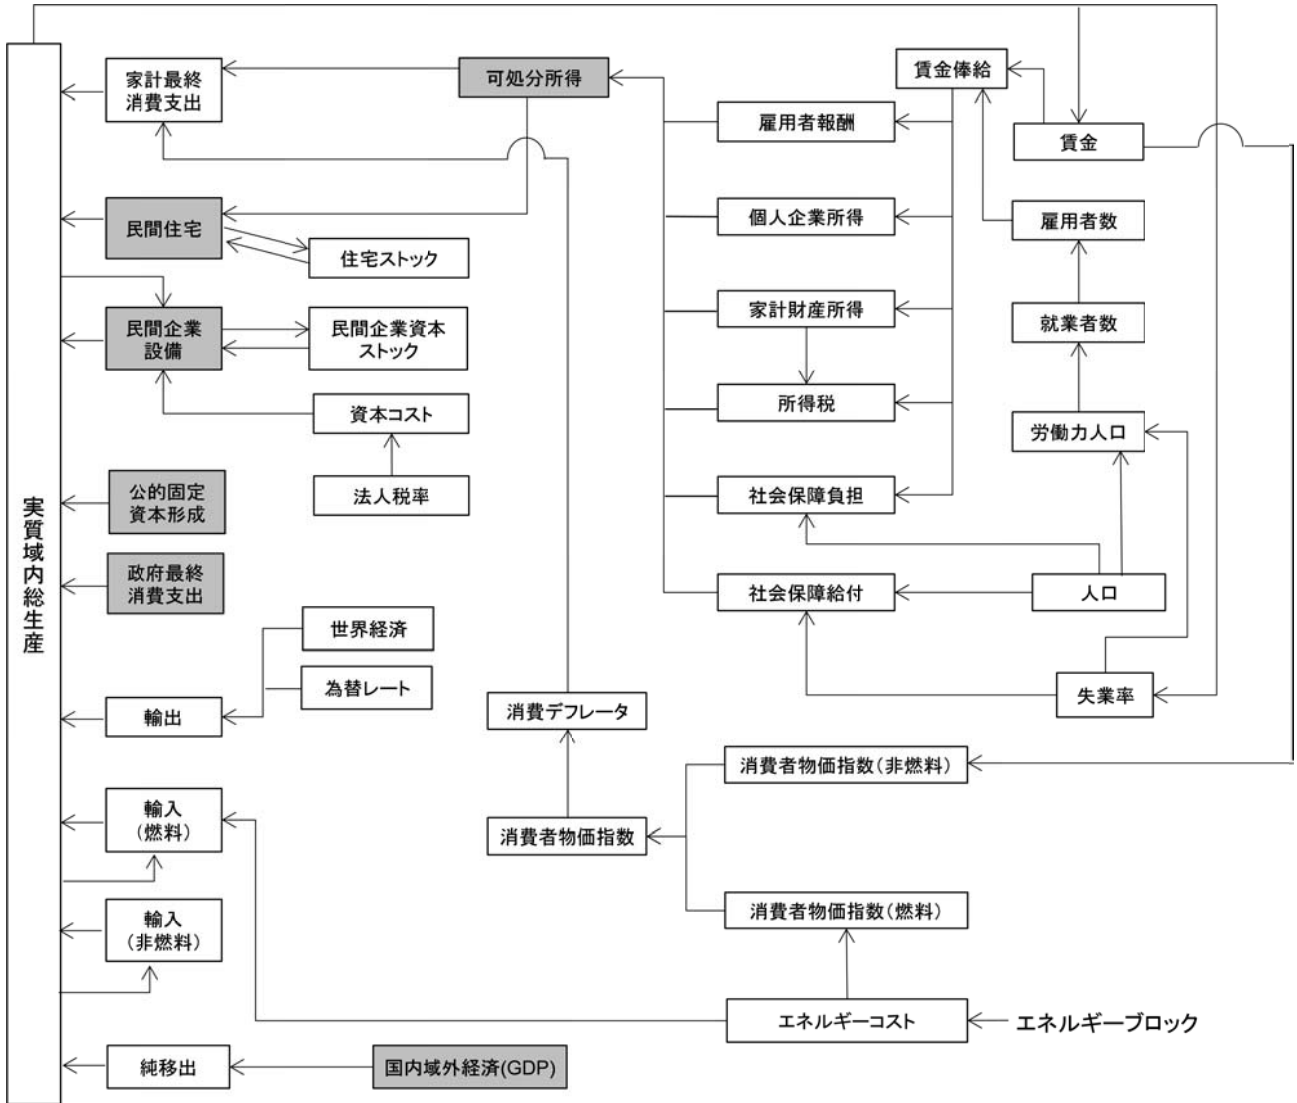 実質域内総生産
家計最終
消費支出
可処分所得
賃金俸給
雇用者報酬
賃金
民間住宅
個人企業所得
雇用者数
住宅ストック
民間企業
設備
民間企業資本
ストック
家計財産所得
就業者数
資本コスト
所得税
労働力人口
法人税率
公的固定
資本形成
社会保障負担
政府最終
消費支出
社会保障給付
人口
世界経済
為替レート
輸出
消費デフレータ
失業率
消費者物価指数(非燃料)
輸入
(燃料)
消費者物価指数
輸入
(非燃料)
消費者物価指数(燃料)
エネルギーコスト
エネルギーブロック
純移出
国内域外経済(GDP)